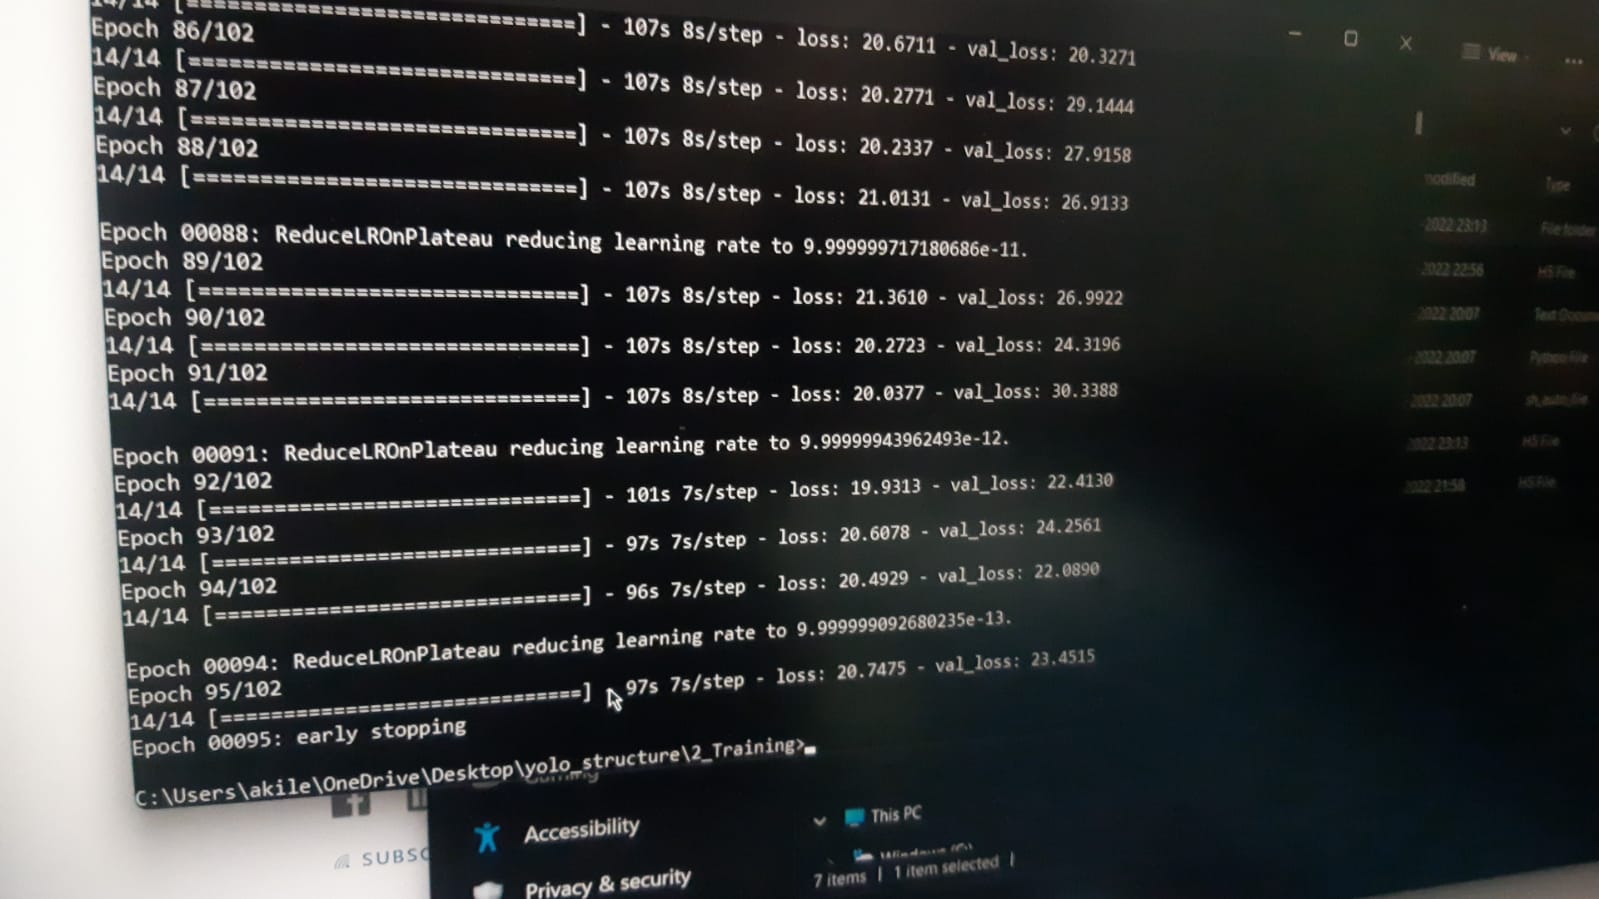 14/14 [==============================] - 107s 8s/step - loss: 20.6711 - val_loss: 20.3271
Epoch 86/102
14/14 [==============================] - 107s 8s/step - loss: 20.2771 - val_loss: 29.1444
Epoch 87/102
14/14 [==============================] - 107s 8s/step - loss: 20.2337 - val_loss: 27.9158
Epoch 88/102
14/14 [==============================] - 107s 8s/step - loss: 21.0131 - val_loss: 26.9133
Epoch 00088: ReduceLROnPlateau reducing learning rate to 9.999999717180686e-11.
Epoch 89/102
14/14 [==============================] - 107s 8s/step - loss: 21.3610 - val_loss: 26.9922
Epoch 90/102
14/14 [==============================] - 107s 8s/step - loss: 20.2723 - val_loss: 24.3196
Epoch 91/102
14/14 [==============================] - 107s 8s/step - loss: 20.0377 - val_loss: 30.3388
Epoch 00091: ReduceLROnPlateau reducing learning rate to 9.99999943962493e-12.
Epoch 92/102
14/14 [==============================] - 101s 7s/step - loss: 19.9313 - val_loss: 22.4130
Epoch 93/102
14/14 [==============================] - 97s 7s/step - loss: 20.6078 - val_loss: 24.2561
Epoch 94/102
14/14 [==============================] - 96s 7s/step - loss: 20.4929 - val_loss: 22.0890
Epoch 00094: ReduceLROnPlateau reducing learning rate to 9.999999092680235e-13.
Epoch 95/102
14/14 [==============================] 97s 7s/step - loss: 20.7475 - val_loss: 23.4515
Epoch 00095: early stopping
C:\Users\akile\OneDrive\Desktop\yolo_structure\2_Training>
View
modified Type
2022 23:13 File folder
2022 22:56 H5 File
2022 20:07 Text
2022 20:07 Python File
2022 20:07 sh_auto_file
2022 23:13 H5 File
2022 21:58 H5 File
Accessibility
Privacy & security
This PC
7 items | 1 item selected |
SUBSC